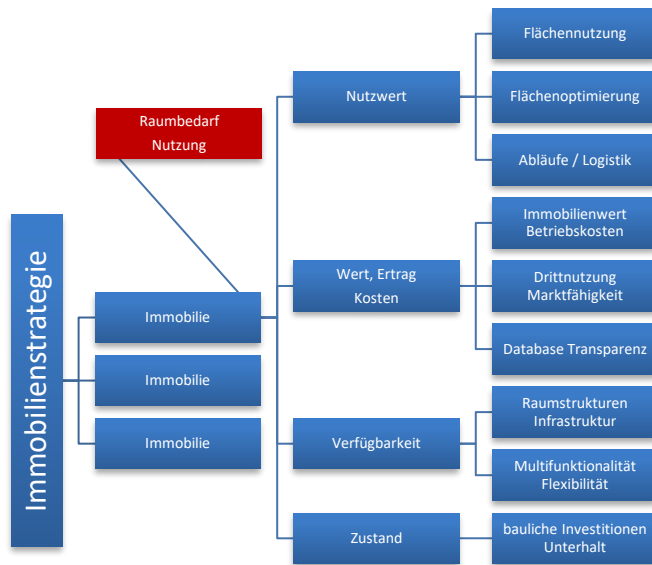 Immobilienstrategie
Raumbedarf
Nutzung
Immobilie
Immobilie
Immobilie
Nutzwert
Flächennutzung
Flächenoptimierung
Abläufe / Logistik
Wert, Ertrag
Kosten
Immobilienwert
Betriebskosten
Drittnutzung
Marktfähigkeit
Database Transparenz
Verfügbarkeit
Raumstrukturen
Infrastruktur
Multifunktionalität
Flexibilität
Zustand
bauliche Investitionen
Unterhalt